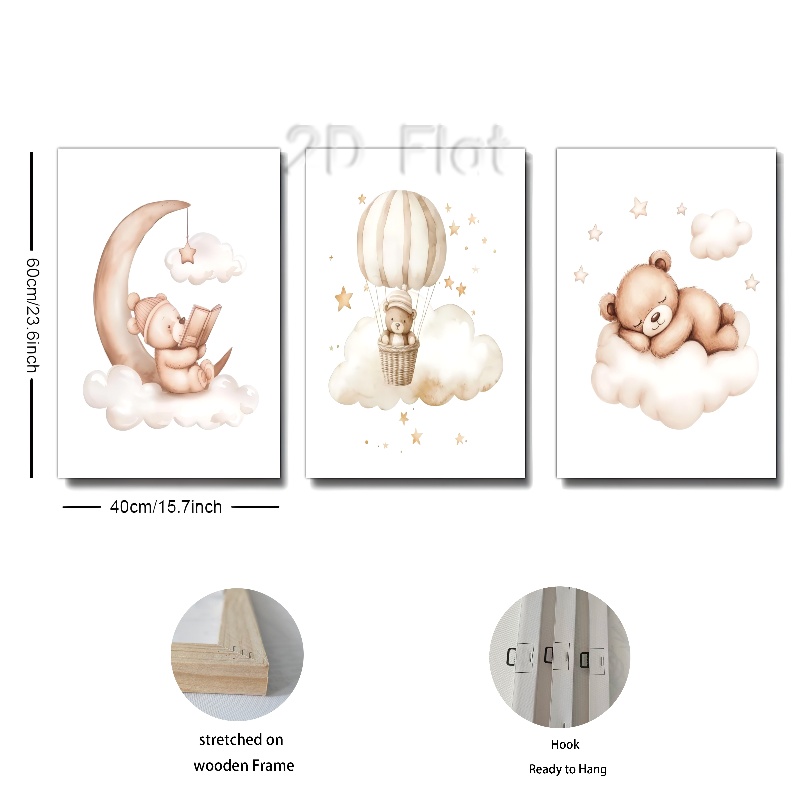 2D Flat
60cm/23.6inch
40cm/15.7inch
stretched on
wooden Frame
Hook
Ready to Hang